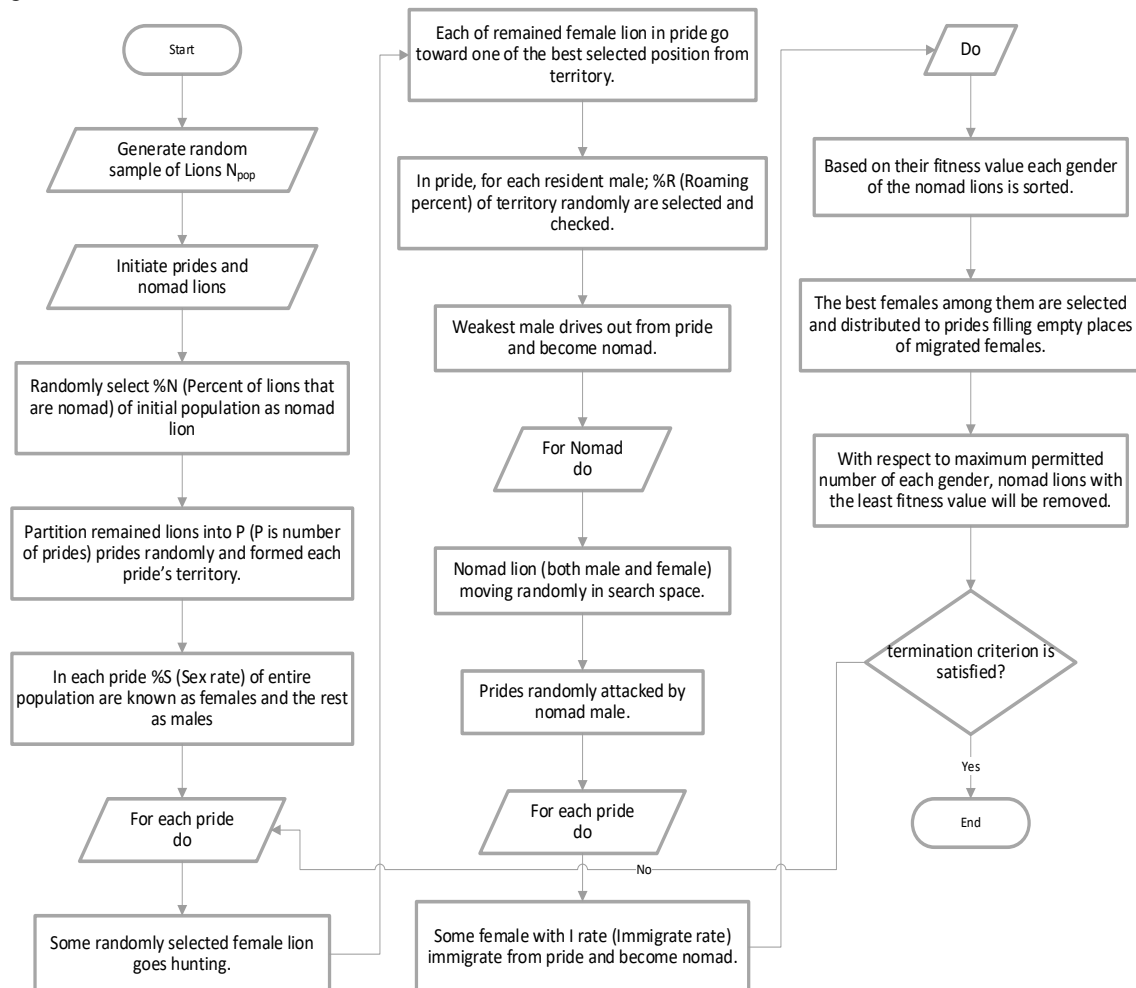 Start
Generate random
sample of Lions Npop
Initiate prides and
nomad lions
Randomly select %N (Percent of lions that
are nomad) of initial population as nomad
lion
Partition remained lions into P (P is number
of prides) prides randomly and formed each
pride's territory.
In each pride %S (Sex rate) of entire
population are known as females and the rest
as males
For each pride
do
Some randomly selected female lion
goes hunting.
Each of remained female lion in pride go
toward one of the best selected position from
territory.
In pride, for each resident male; %R (Roaming
percent) of territory randomly are selected and
checked.
Weakest male drives out from pride
and become nomad.
For Nomad
do
Nomad lion (both male and female)
moving randomly in search space.
Prides randomly attacked by
nomad male.
For each pride
do
Some female with I rate (Immigrate rate)
immigrate from pride and become nomad.
Do
Based on their fitness value each gender
of the nomad lions is sorted.
The best females among them are selected
and distributed to prides filling empty places
of migrated females.
With respect to maximum permitted
number of each gender, nomad lions with
the least fitness value will be removed.
termination criterion is
satisfied?
Yes
No
End